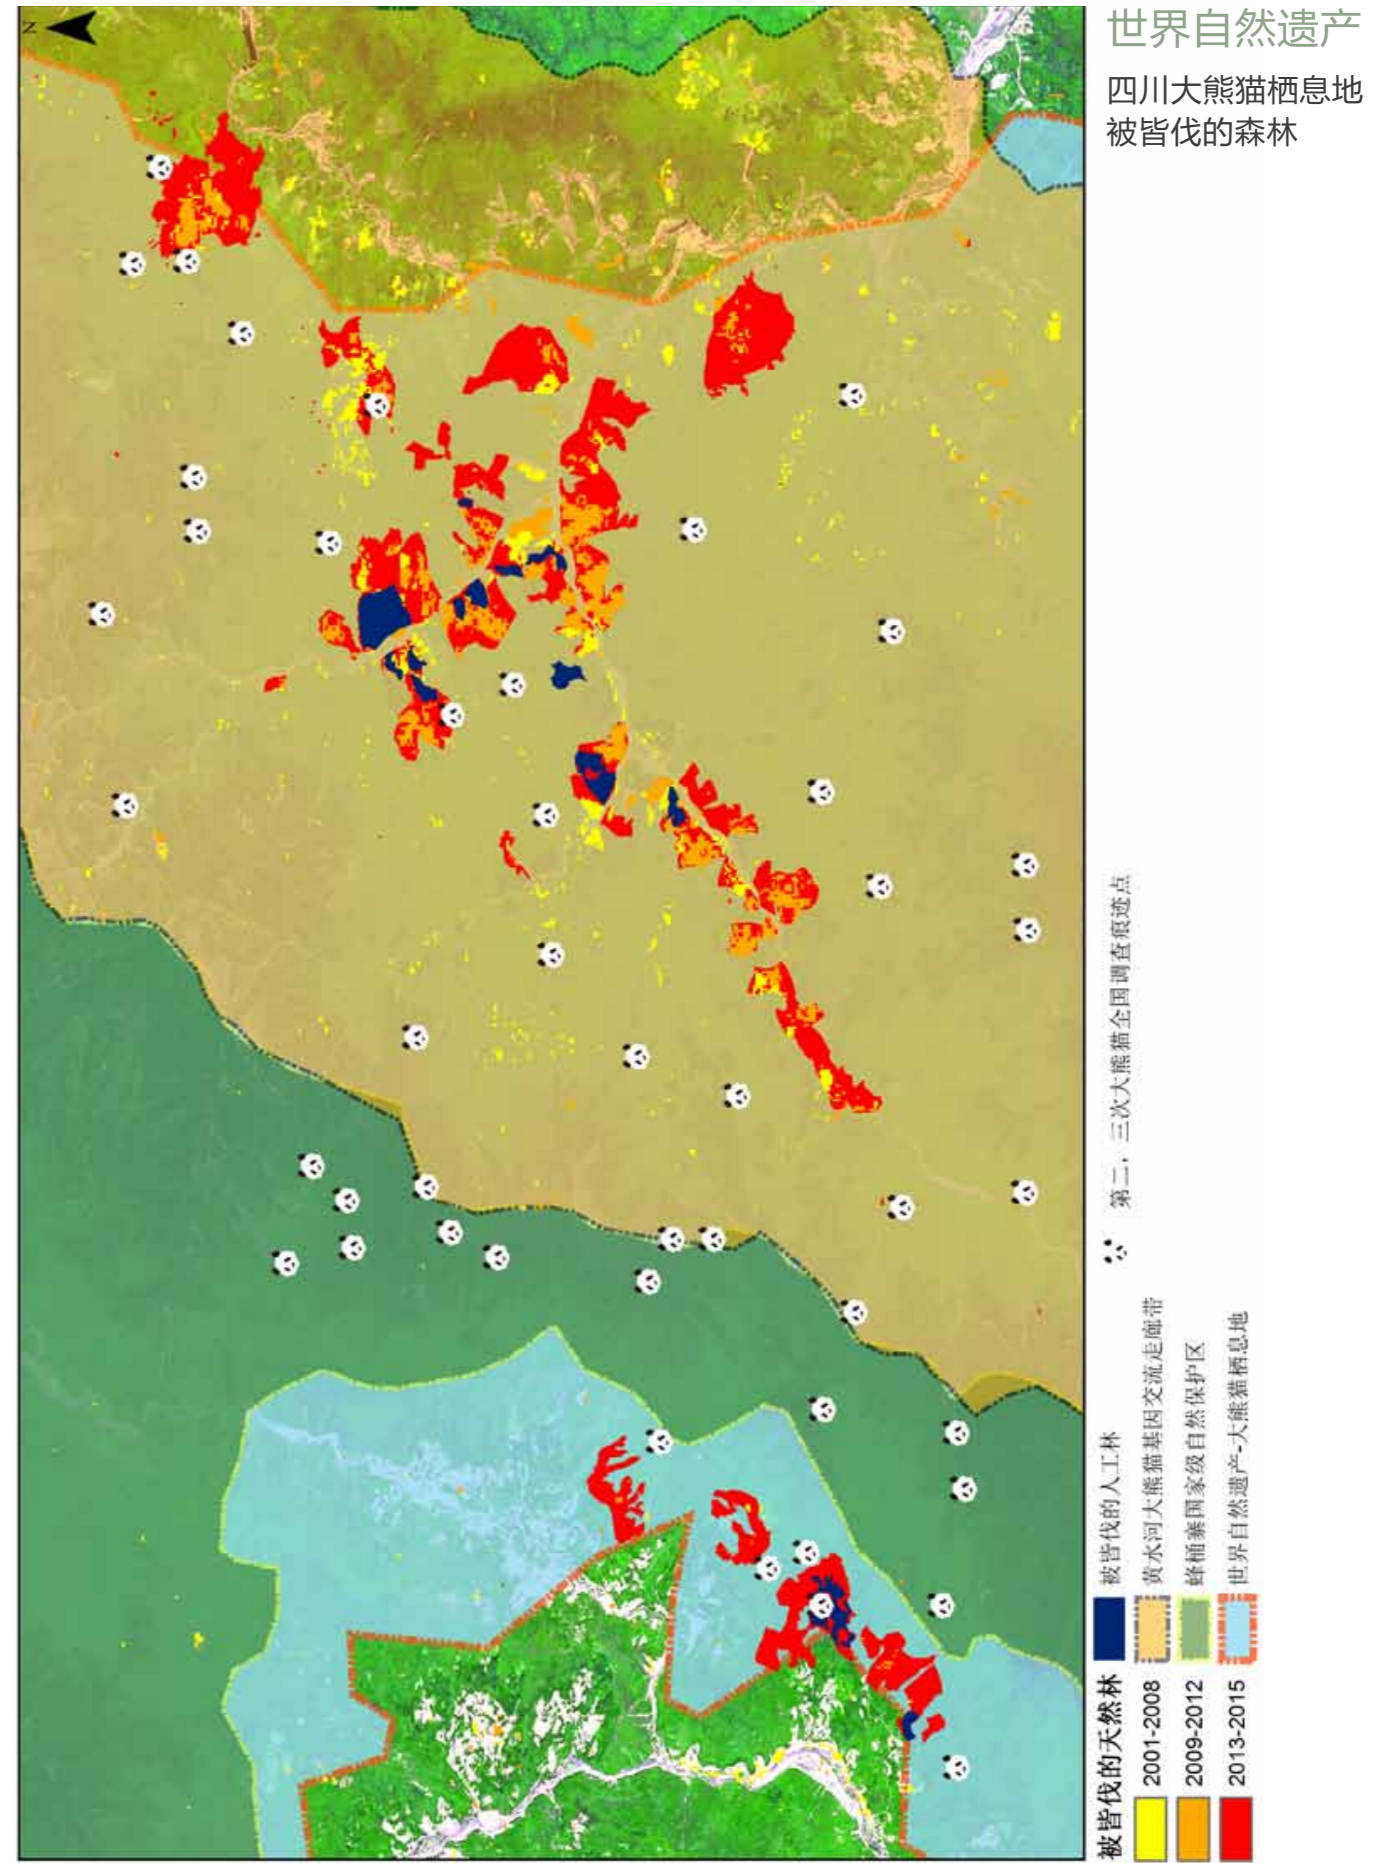 世界自然遗产
四川大熊猫栖息地
被皆伐的森林
N
被皆伐的天然林
2001-2008
2009-2012
2013-2015
被皆伐的人工林
黄水河大熊猫基因交流走廊带
蜂桶寨国家级自然保护区
世界自然遗产-大熊猫栖息地
第二，三次大熊猫全国调查痕迹点